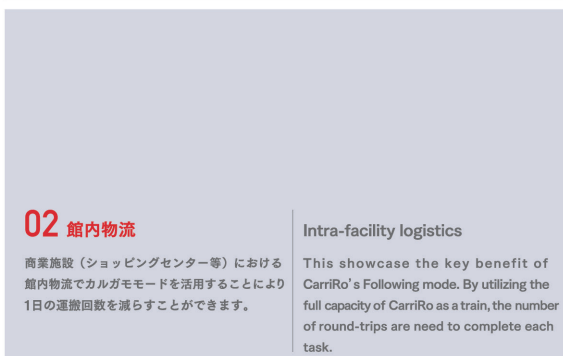 02 館内物流
商業施設（ショッピングセンター等）における
館内物流でカルガモモードを活用することにより
1日の運搬回数を減らすことができます。
Intra-facility logistics
This showcase the key benefit of
CarriRo's Following mode. By utilizing the
full capacity of CarriRo as a train, the number
of round-trips are need to complete each
task.